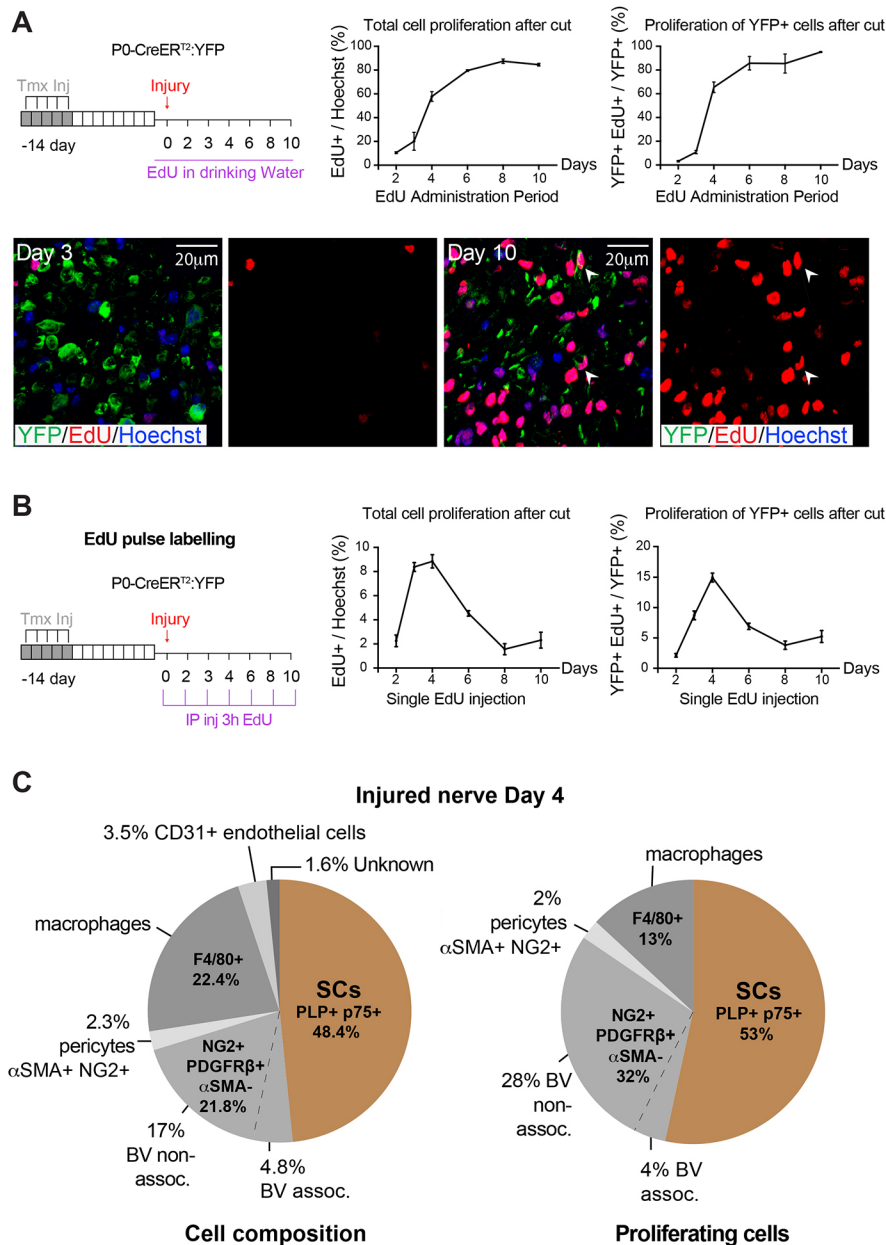 A
P0-CreERT2:YFP
Tmx Inj
Injury
-14 day
0 2 3 4 6 8 10
EdU in drinking Water
Total cell proliferation after cut
EdU+ / Hoechst (%)
100
80
60
40
20
0
2 4 6 8 10
Days
EdU Administration Period
Proliferation of YFP+ cells after cut
YFP+ EdU+ / YFP+ (%)
100
80
60
40
20
0
2 4 6 8 10
EdU Administration Period
Day 3
20μm
YFP/EdU/Hoechst
Day 10
20μm
YFP/EdU/Hoechst
B
EdU pulse labelling
P0-CreERT2:YFP
Tmx Inj
Injury
-14 day
0 2 3 4 6 8 10
IP inj 3h EdU
Total cell proliferation after cut
EdU+ / Hoechst (%)
10
8
6
4
2
0
2 4 6 8 10
Days
Single EdU injection
Proliferation of YFP+ cells after cut
YFP+ EdU+ / YFP+ (%)
20
15
10
5
0
2 4 6 8 10
Single EdU injection
C
Injured nerve Day 4
3.5% CD31+ endothelial cells
1.6% Unknown
macrophages
F4/80+
22.4%
SCs
PLP+ p75+
48.4%
2.3%
pericytes
αSMA+ NG2+
NG2+
PDGFRβ+
αSMA-
21.8%
17%
BV non-
assoc.
4.8%
BV assoc.
Cell composition
macrophages
2%
pericytes
αSMA+ NG2+
F4/80+
13%
SCs
PLP+ p75+
53%
NG2+
PDGFRβ+
αSMA-
32%
28% BV
non-
assoc.
4% BV
assoc.
Proliferating cells